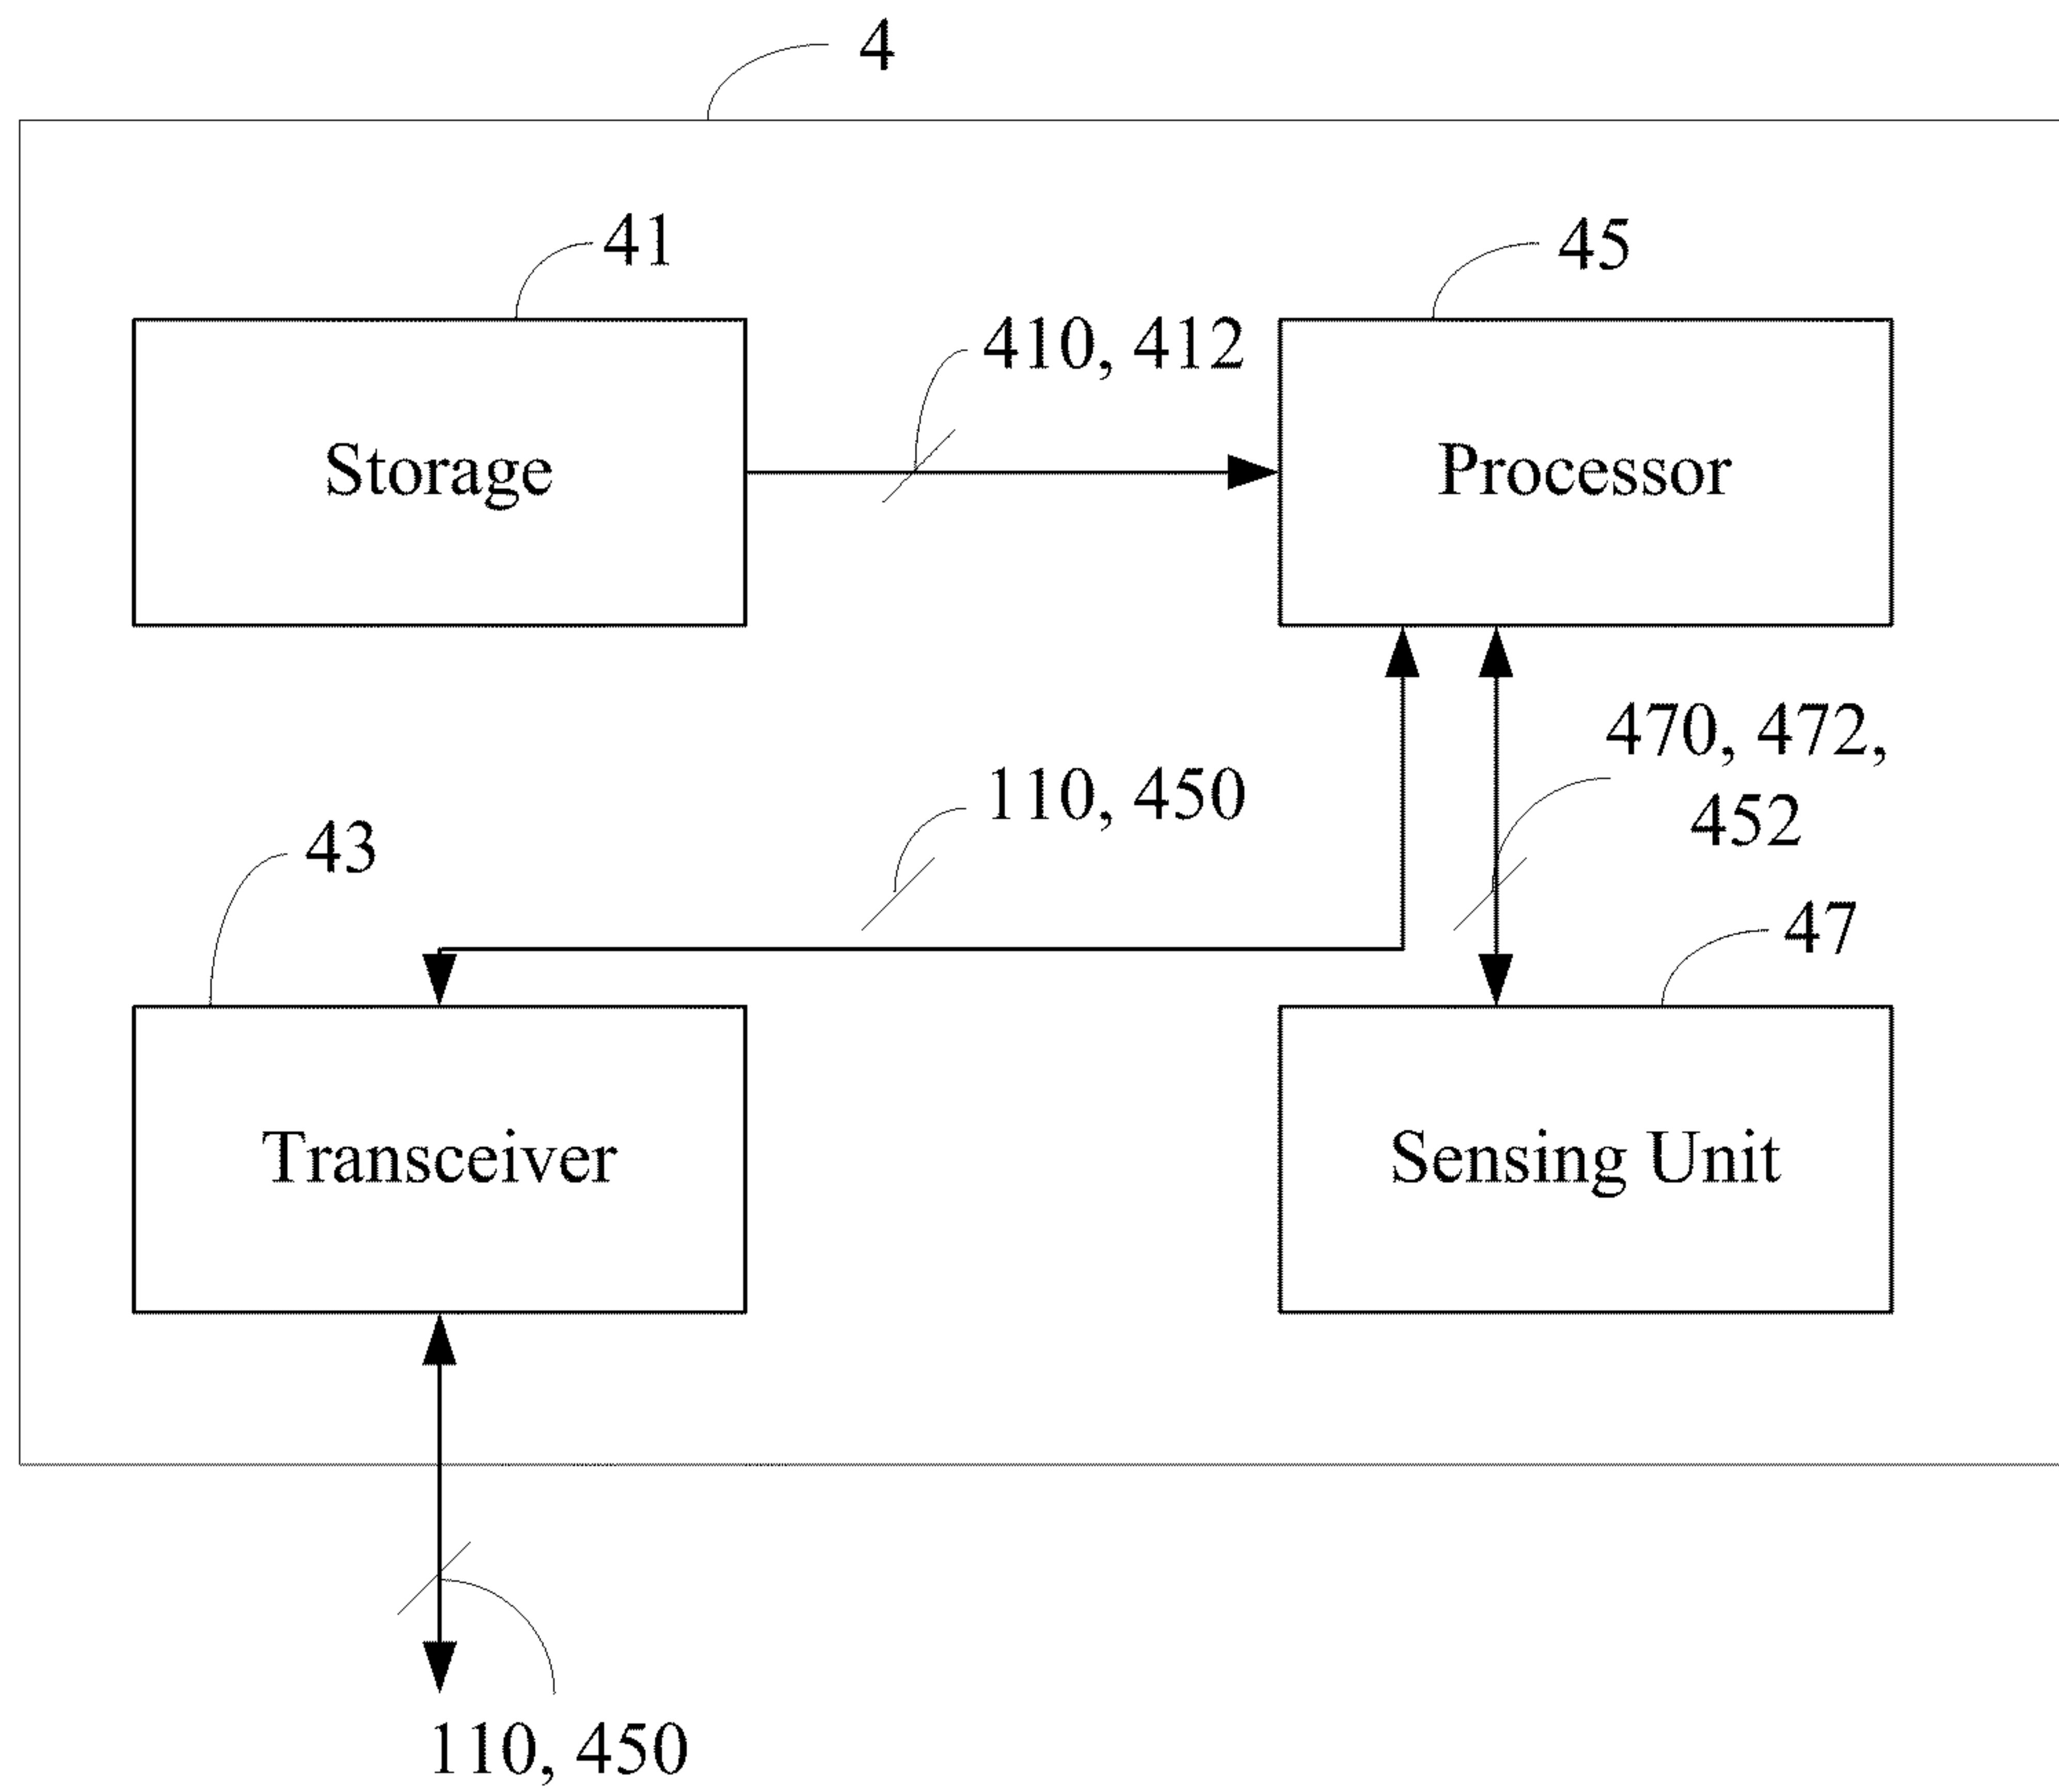 4
41
45
410, 412
Storage
Processor
470, 472,
452
110, 450
43
47
Transceiver
Sensing Unit
110, 450